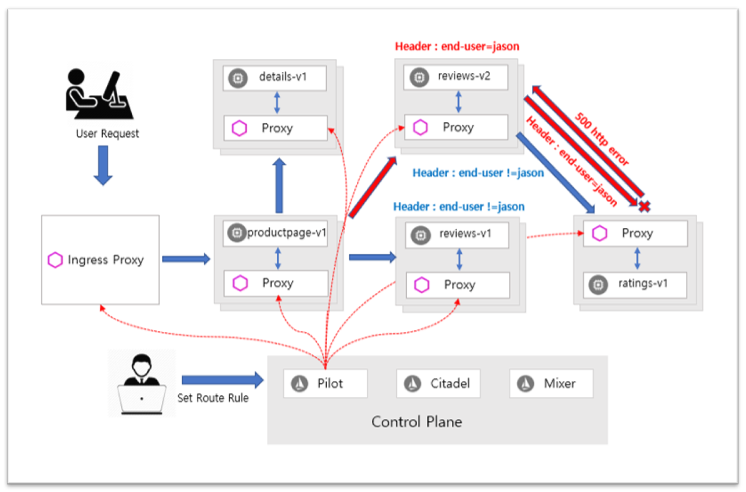 Header : end-user=jason
details-v1
reviews-v2
Proxy
Proxy
User Request
500 http error
Header : end-user=jason
Header : end-user !=jason
Header : end-user !=jason
productpage-v1
reviews-v1
Proxy
Ingress Proxy
Proxy
Proxy
ratings-v1
Set Route Rule
Pilot
Citadel
Mixer
Control Plane